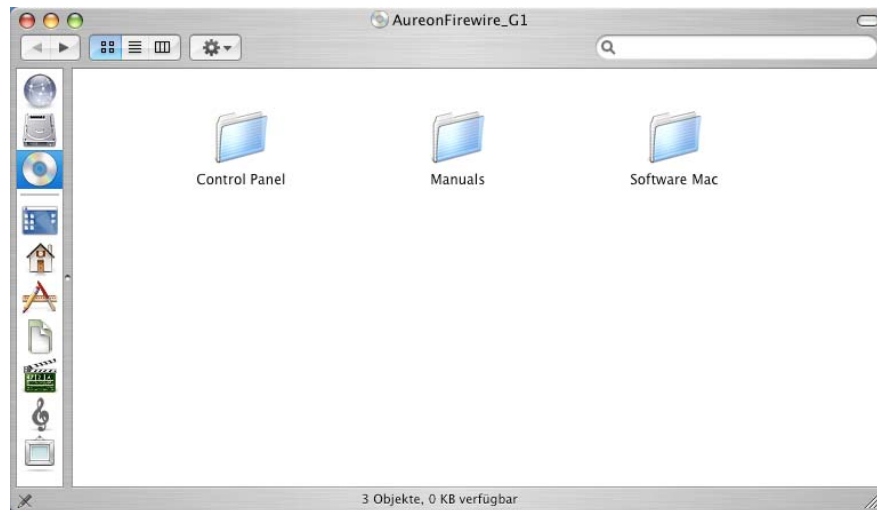 AureonFirewire_G1
Control Panel
Manuals
Software Mac
3 Objekte, 0 KB verfügbar